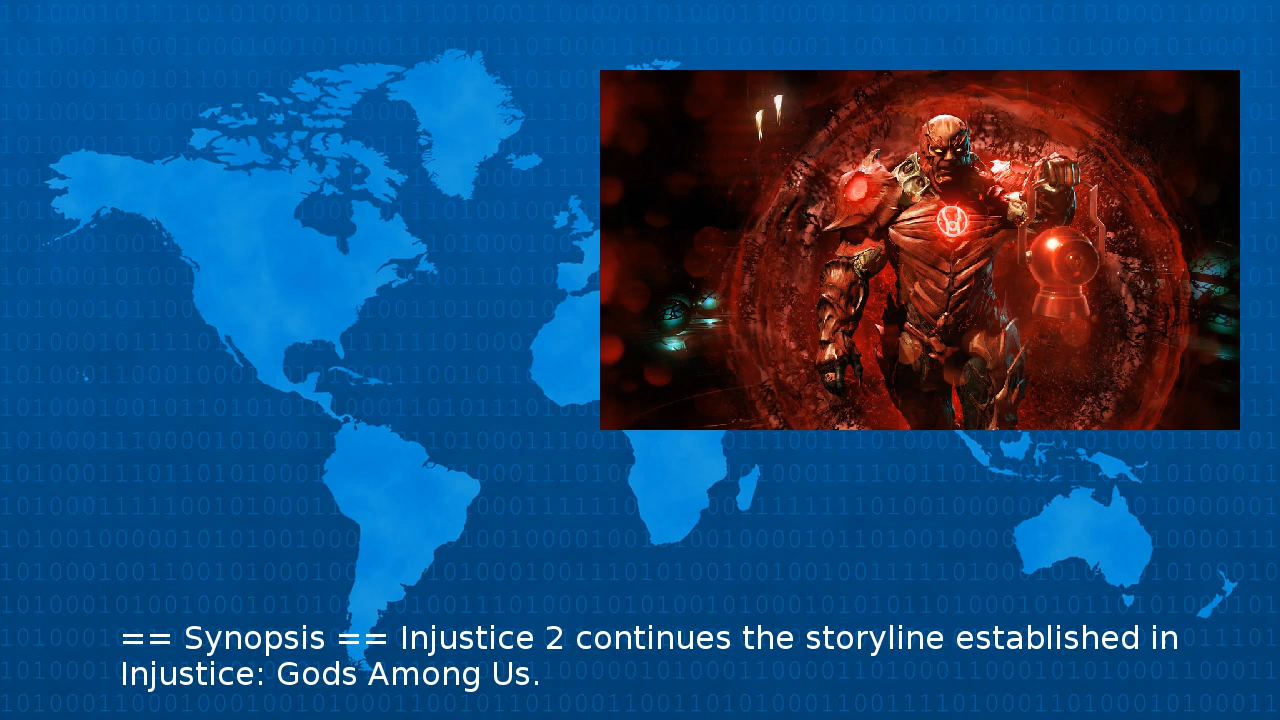 == Synopsis == Injustice 2 continues the storyline established in
Injustice: Gods Among Us.